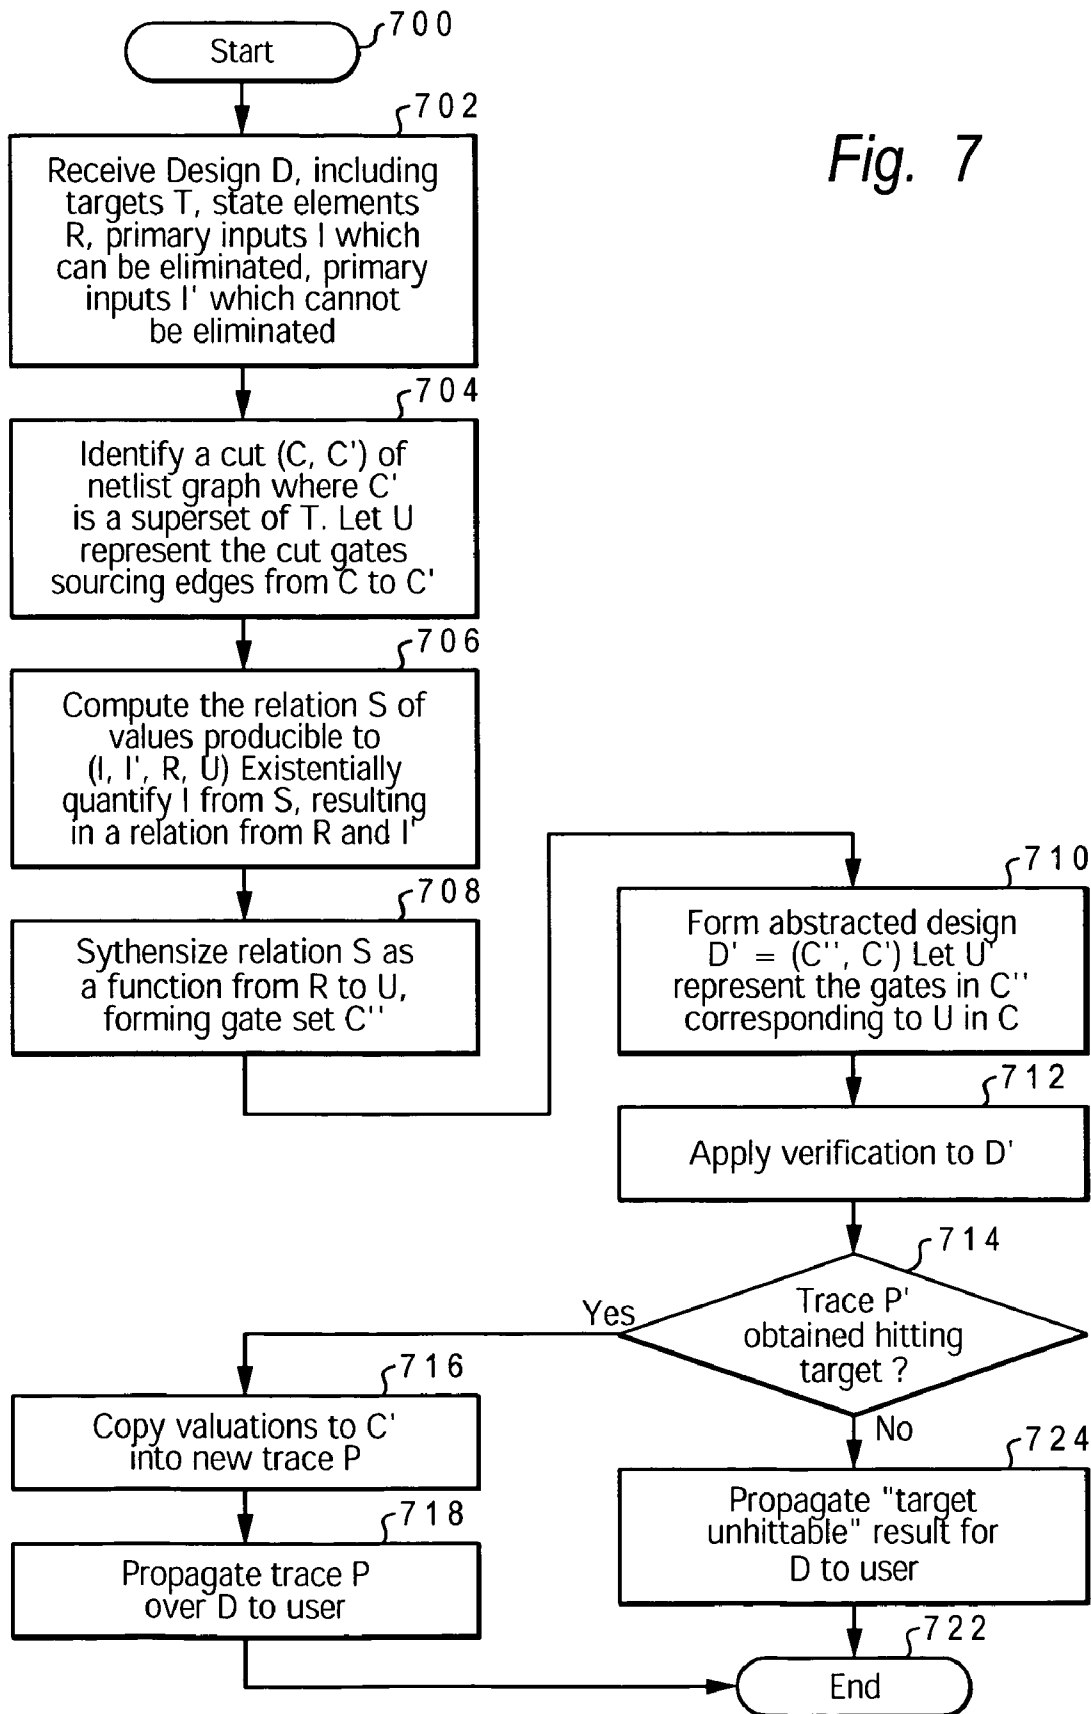 700
Start
Fig. 7
702
Receive Design D, including
targets T, state elements
R, primary inputs I which
can be eliminated, primary
inputs I' which cannot
be eliminated
704
Identify a cut (C, C') of
netlist graph where C'
is a superset of T. Let U
represent the cut gates
sourcing edges from C to C'
706
Compute the relation S of
values producible to
(I, I', R, U) Existentially
quantify I from S, resulting
in a relation from R and I'
708
Sythensize relation S as
a function from R to U,
forming gate set C''
710
Form abstracted design
D' = (C'', C') Let U'
represent the gates in C''
corresponding to U in C
712
Apply verification to D'
714
Trace P'
obtained hitting
target ?
Yes
No
716
Copy valuations to C'
into new trace P
718
Propagate trace P
over D to user
724
Propagate "target
unhittable" result for
D to user
722
End